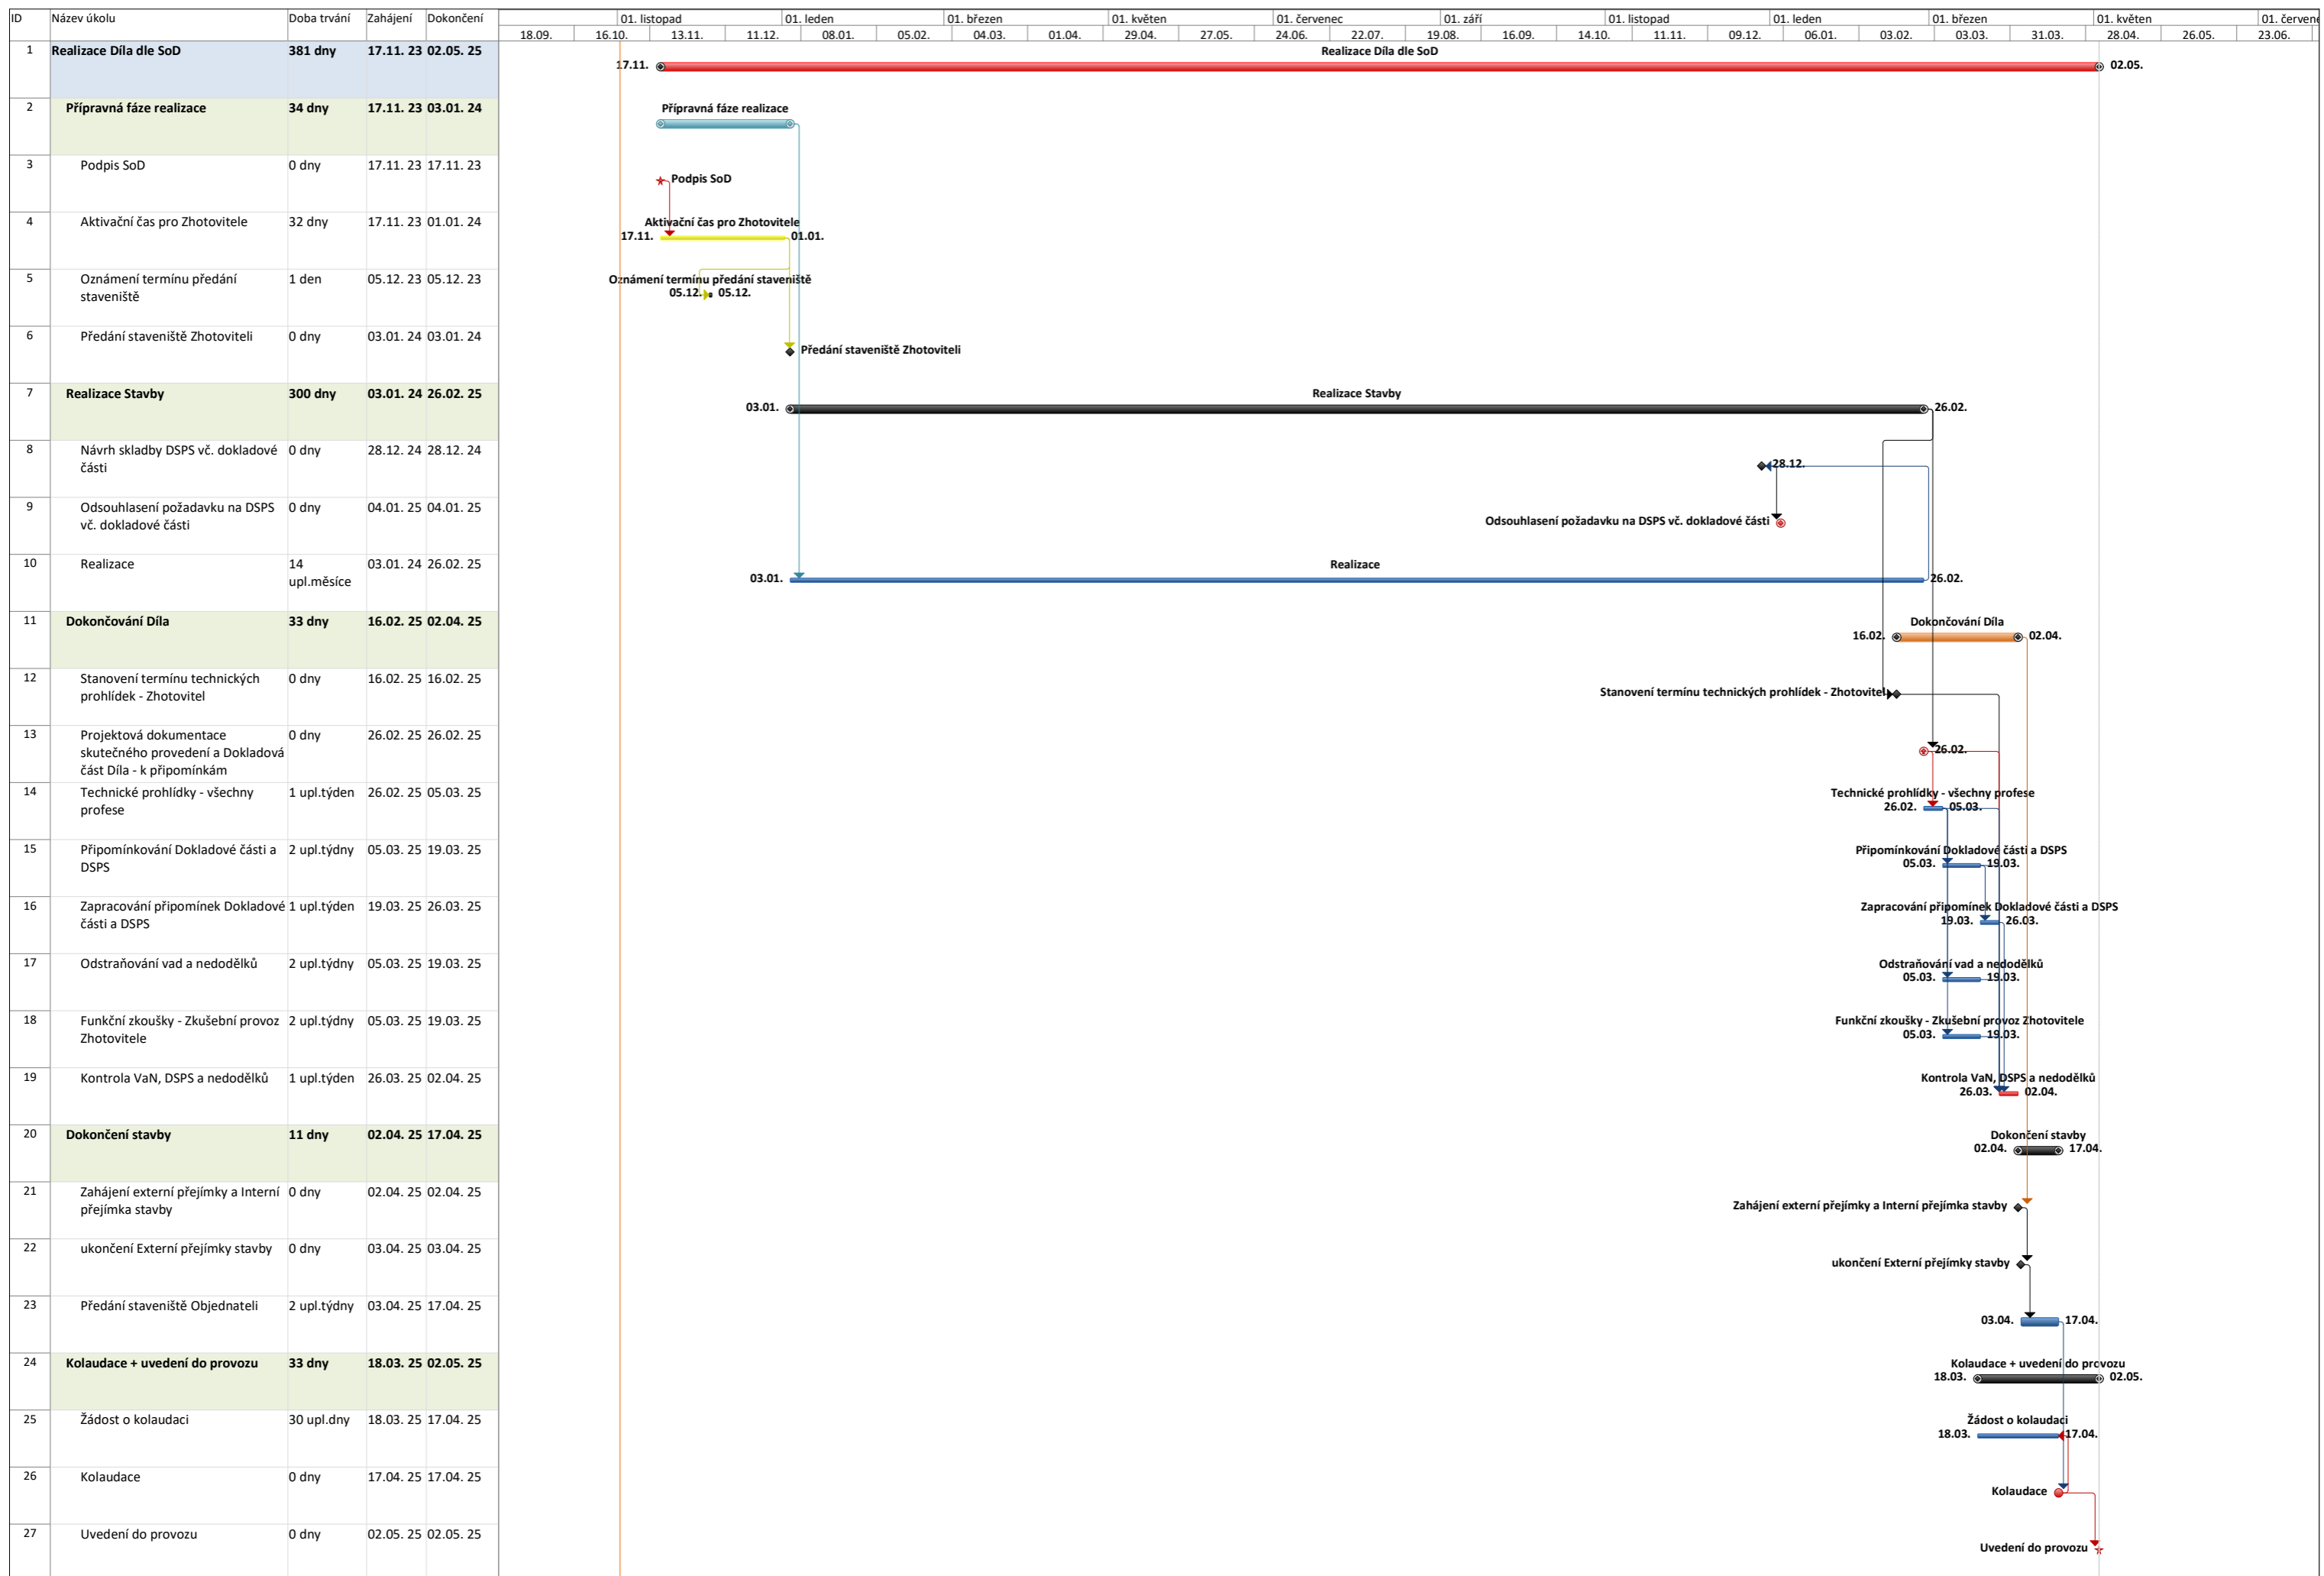 ID Název úkolu Doba trvání Zahájení Dokončení 01. listopad 01. leden 01. březen 01. květen 01. červenec 01. září 01. listopad 01. leden 01. březen 01. květen
18.09. 16.10. 13.11. 11.12. 08.01. 05.02. 04.03. 01.04. 29.04. 27.05. 24.06. 22.07. 19.08. 16.09. 14.10. 11.11. 09.12. 06.01. 03.02. 03.03. 31.03. 28.04. 26.05. 23.06.
1 Realizace Díla dle SoD 381 dny 17.11. 23 02.05. 25 Realizace Díla dle SoD
17.11. 02.05.
2 Přípravná fáze realizace 34 dny 17.11. 23 03.01. 24 Přípravná fáze realizace
3 Podpis SoD 0 dny 17.11. 23 17.11. 23
Podpis SoD
4 Aktivační čas pro Zhotovitele 32 dny 17.11. 23 01.01. 24 Aktivační čas pro Zhotovitele
17.11. 01.01.
5 Oznámení termínu předání 1 den 05.12. 23 05.12. 23 Oznámení termínu předání staveniště
staveniště 05.12. 05.12.
6 Předání staveniště Zhotoviteli 0 dny 03.01. 24 03.01. 24
Předání staveniště Zhotoviteli
7 Realizace Stavby 300 dny 03.01. 24 26.02. 25 Realizace Stavby
03.01. 26.02.
8 Návrh skladby DSPS vč. dokladové 0 dny 28.12. 24 28.12. 24
části 28.12.
9 Odsouhlasení požadavku na DSPS 0 dny 04.01. 25 04.01. 25
vč. dokladové části Odsouhlasení požadavku na DSPS vč. dokladové části
10 Realizace 14 03.01. 24 26.02. 25 Realizace
upl.měsíce 03.01. 26.02.
11 Dokončování Díla 33 dny 16.02. 25 02.04. 25 Dokončování Díla
16.02. 02.04.
12 Stanovení termínu technických 0 dny 16.02. 25 16.02. 25
prohlídek - Zhotovitel Stanovení termínu technických prohlídek - Zhotovitel
13 Projektová dokumentace 0 dny 26.02. 25 26.02. 25
skutečného provedení a Dokladová 26.02.
část Díla - k připomínkám
14 Technické prohlídky - všechny 1 upl.týden 26.02. 25 05.03. 25 Technické prohlídky - všechny profese
profese 26.02. 05.03.
15 Připomínkování Dokladové části a 2 upl.týdny 05.03. 25 19.03. 25 Připomínkování Dokladové části a DSPS
DSPS 05.03. 19.03.
16 Zapracování připomínek Dokladové 1 upl.týden 19.03. 25 26.03. 25 Zapracování připomínek Dokladové části a DSPS
části a DSPS 19.03. 26.03.
17 Odstraňování vad a nedodělků 2 upl.týdny 05.03. 25 19.03. 25 Odstraňování vad a nedodělků
05.03. 19.03.
18 Funkční zkoušky - Zkušební provoz 2 upl.týdny 05.03. 25 19.03. 25 Funkční zkoušky - Zkušební provoz Zhotovitele
Zhotovitele 05.03. 19.03.
19 Kontrola VaN, DSPS a nedodělků 1 upl.týden 26.03. 25 02.04. 25 Kontrola VaN, DSPS a nedodělků
26.03. 02.04.
20 Dokončení stavby 11 dny 02.04. 25 17.04. 25 Dokončení stavby
02.04. 17.04.
21 Zahájení externí přejímky a Interní 0 dny 02.04. 25 02.04. 25
přejímka stavby Zahájení externí přejímky a Interní přejímka stavby
22 ukončení Externí přejímky stavby 0 dny 03.04. 25 03.04. 25
ukončení Externí přejímky stavby
23 Předání staveniště Objednateli 2 upl.týdny 03.04. 25 17.04. 25
03.04. 17.04.
24 Kolaudace + uvedení do provozu 33 dny 18.03. 25 02.05. 25 Kolaudace + uvedení do provozu
18.03. 02.05.
25 Žádost o kolaudaci 30 upl.dny 18.03. 25 17.04. 25 Žádost o kolaudaci
18.03. 17.04.
26 Kolaudace 0 dny 17.04. 25 17.04. 25
Kolaudace
27 Uvedení do provozu 0 dny 02.05. 25 02.05. 25
Uvedení do provozu